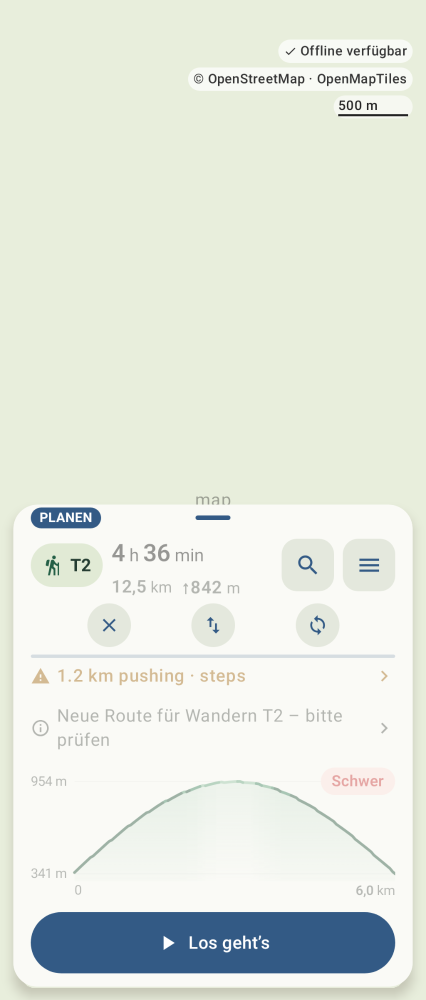 ✓ Offline verfügbar
© OpenStreetMap · OpenMapTiles
500 m
map
PLANEN
T2
4 h 36 min
12,5 km ↑842 m
1.2 km pushing · steps
Neue Route für Wandern T2 – bitte
prüfen
954 m
Schwer
341 m
0
6,0 km
Los geht's